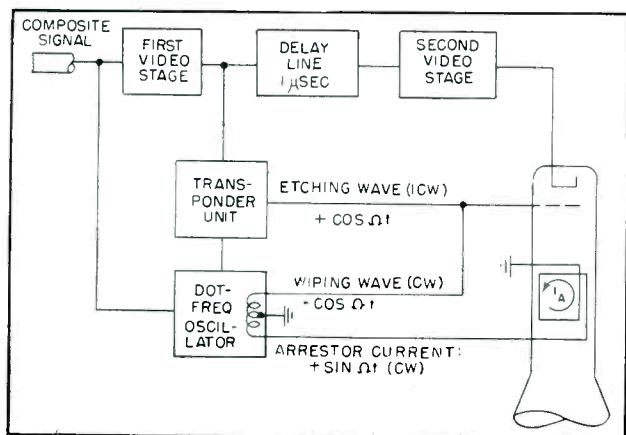 COMPOSITE
SIGNAL
FIRST
VIDEO
STAGE
DELAY
LINE
1 μSEC
SECOND
VIDEO
STAGE
TRANS-
PONDER
UNIT
ETCHING WAVE (ICW)
+ COS Ωt
DOT-
FREQ
OSCIL-
LATOR
WIPING WAVE (CW)
- COS Ωt
IA
ARRESTOR CURRENT:
+ SIN Ωt (CW)